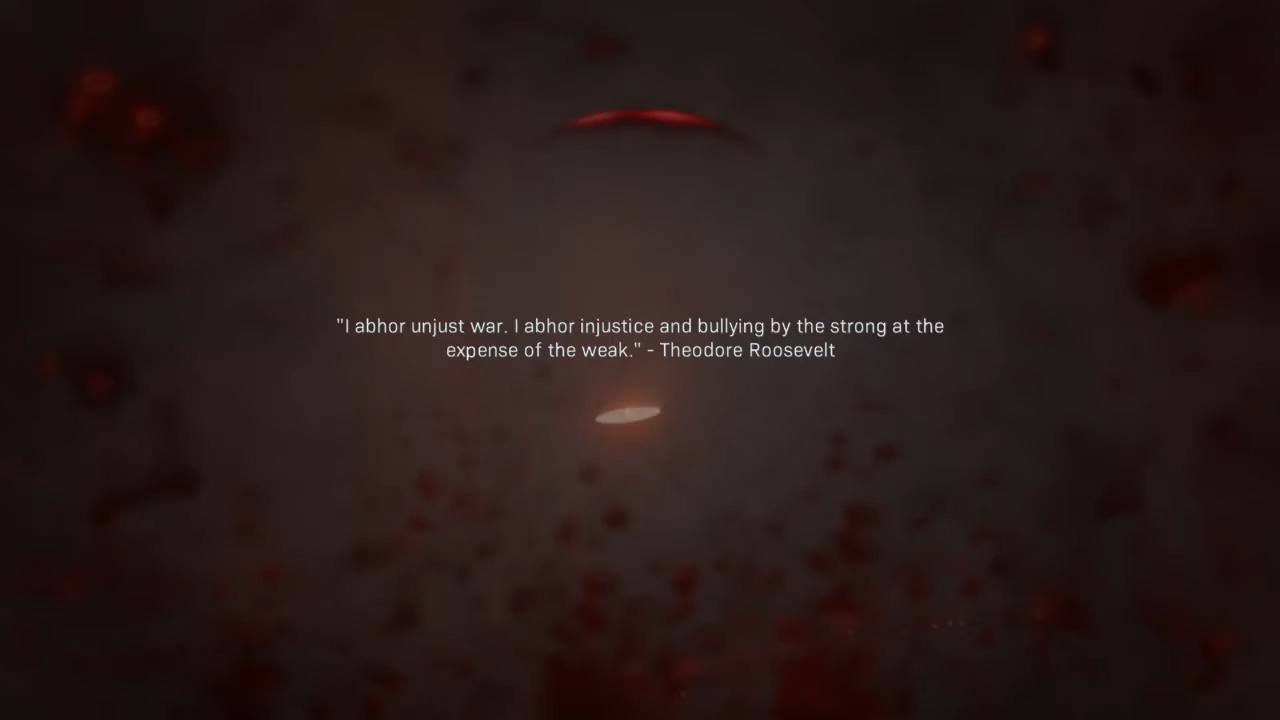 "I abhor unjust war. I abhor injustice and bullying by the strong at the
expense of the weak." - Theodore Roosevelt